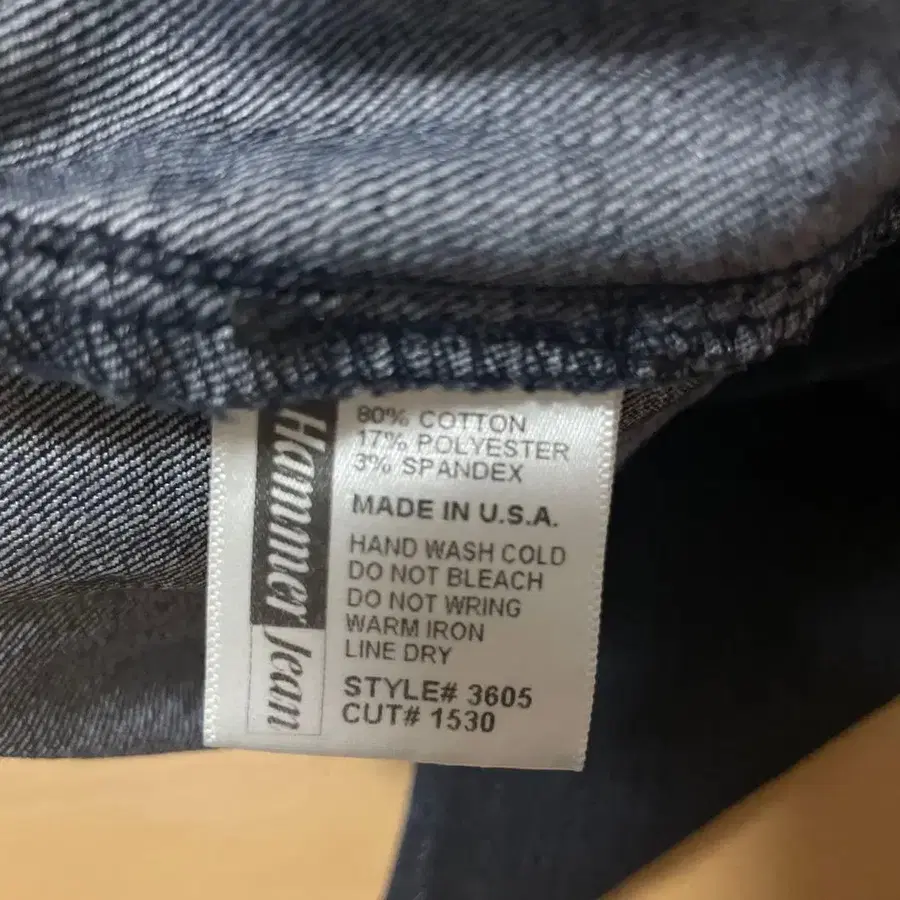 Hammer Jean
80% COTTON
17% POLYESTER
3% SPANDEX
MADE IN U.S.A.
HAND WASH COLD
DO NOT BLEACH
DO NOT WRING
WARM IRON
LINE DRY
STYLE# 3605
CUT# 1530